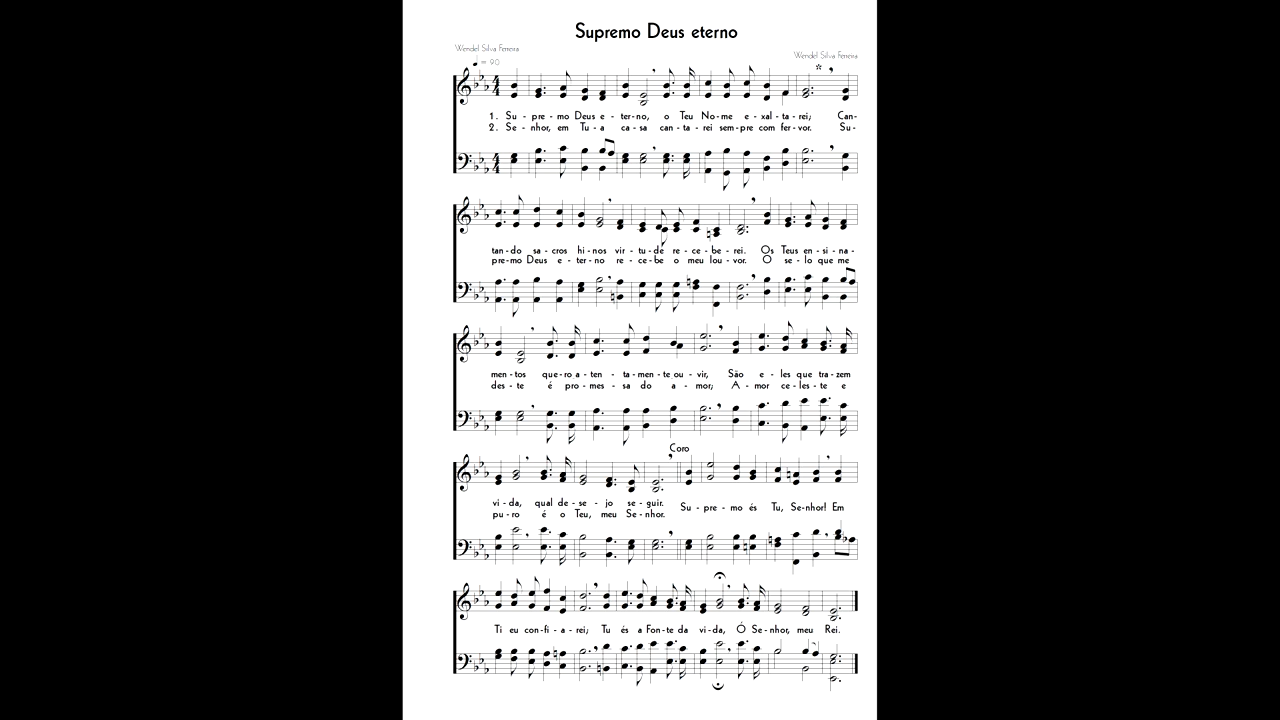 Supremo Deus eterno
Wendel Silva Ferreira
Wendel Silva Ferreira
= 90
*
1. Su - pre - mo Deus e - ter - no, o Teu No - me e - xal - ta - rei; Can-
2. Se - nhor, em Tu - a ca - sa can - ta - rei sem - pre com fer - vor. Su-
tan - do sa - cros hi - nos vir - tu - de re - ce - be - rei. Os Teus en - si - na-
pre - mo Deus e - ter - no re - ce - be o meu lou - vor. O se - lo que me
men - tos que - ro a - ten - ta - men - te ou - vir, São e - les que tra - zem
des - te é pro - mes - sa do a - mor; A - mor ce - les - te e
Coro
vi - da, qual de - se - jo se - guir. Su - pre - mo és Tu, Se - nhor! Em
pu - ro é o Teu, meu Se - nhor.
Ti eu con - fi - a - rei; Tu és a Fon - te da vi - da, Ó Se - nhor, meu Rei.